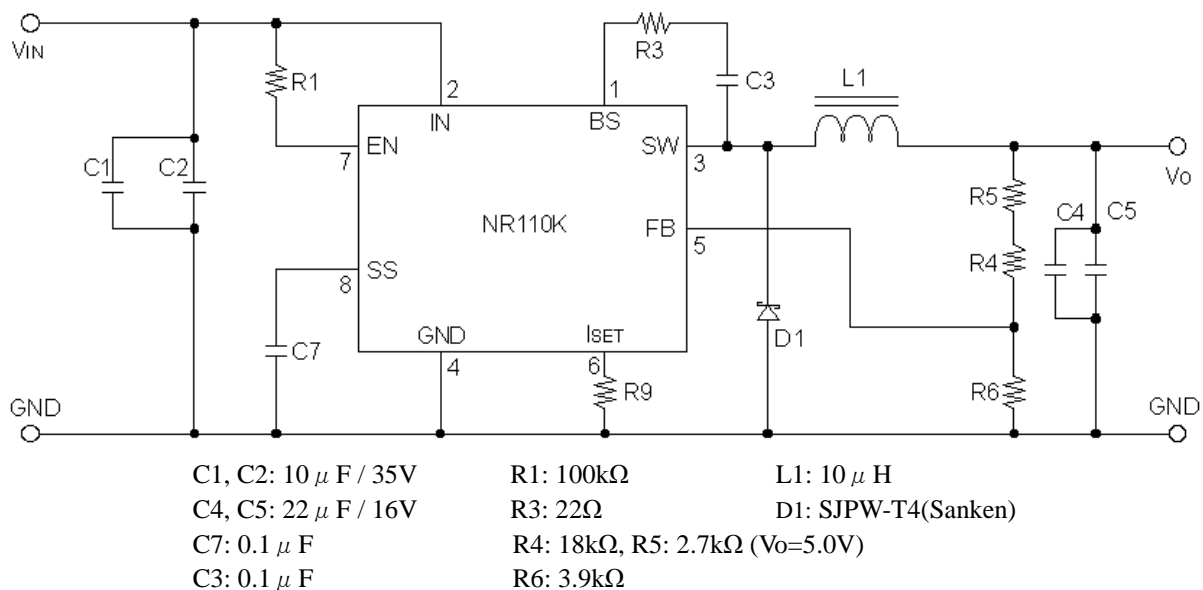 VIN
R1
2
IN
1
BS
R3
C3
L1
EN
7
SW
3
Vo
C1
C2
NR110K
FB
5
R5
R4
C4
C5
SS
8
GND
4
ISET
6
C7
R9
D1
R6
GND
GND
C1, C2: 10 μ F / 35V
R1: 100kΩ
L1: 10 μ H
C4, C5: 22 μ F / 16V
R3: 22Ω
D1: SJPW-T4(Sanken)
C7: 0.1 μ F
R4: 18kΩ, R5: 2.7kΩ (Vo=5.0V)
C3: 0.1 μ F
R6: 3.9kΩ